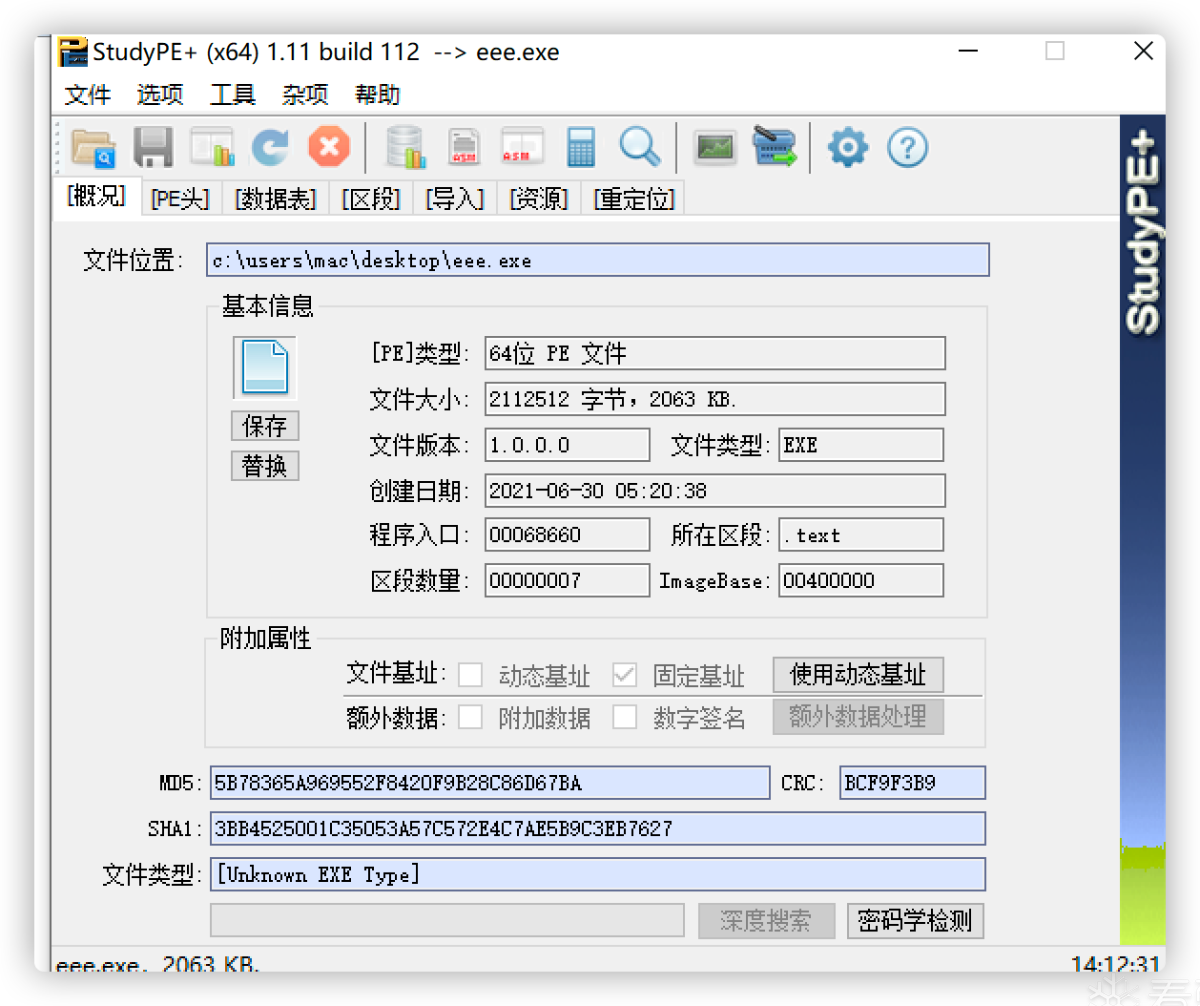 StudyPE+ (x64) 1.11 build 112 --> eee.exe
文件 选项 工具 杂项 帮助
ASM ASM
[概况] [PE头] [数据表] [区段] [导入] [资源] [重定位]
StudyPE+
文件位置: c:\users\mac\desktop\eee.exe
基本信息
[PE]类型: 64位 PE 文件
文件大小: 2112512 字节, 2063 KB.
保存
文件版本: 1.0.0.0 文件类型: EXE
替换
创建日期: 2021-06-30 05:20:38
程序入口: 00068660 所在区段: .text
区段数量: 00000007 ImageBase: 00400000
附加属性
文件基址: 动态基址 固定基址 使用动态基址
额外数据: 附加数据 数字签名 额外数据处理
MD5: 5B78365A969552F8420F9B28C86D67BA CRC: BCF9F3B9
SHA1: 3BB4525001C35053A57C572E4C7AE5B9C3EB7627
文件类型: [Unknown EXE Type]
深度搜索 密码学检测
eee.exe, 2063 KB. 14:12:31